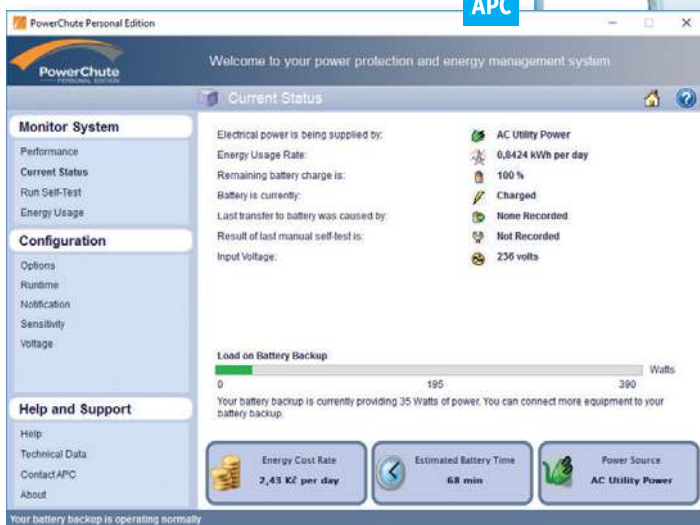 APC
PowerChute Personal Edition
PowerChute
PERSONAL EDITION
Welcome to your power protection and energy management system
Current Status
Monitor System
Performance
Current Status
Run Self-Test
Energy Usage
Configuration
Options
Runtime
Notification
Sensitivity
Voltage
Help and Support
Help
Technical Data
Contact APC
About
Electrical power is being supplied by: AC Utility Power
Energy Usage Rate: 0,8424 kWh per day
Remaining battery charge is: 100 %
Battery is currently: Charged
Last transfer to battery was caused by: None Recorded
Result of last manual self-test is: Not Recorded
Input Voltage: 236 volts
Load on Battery Backup
Watts
0 195 390
Your battery backup is currently providing 35 Watts of power. You can connect more equipment to your
battery backup.
Energy Cost Rate
2,43 Kč per day
Estimated Battery Time
68 min
Power Source
AC Utility Power
Your battery backup is operating normally